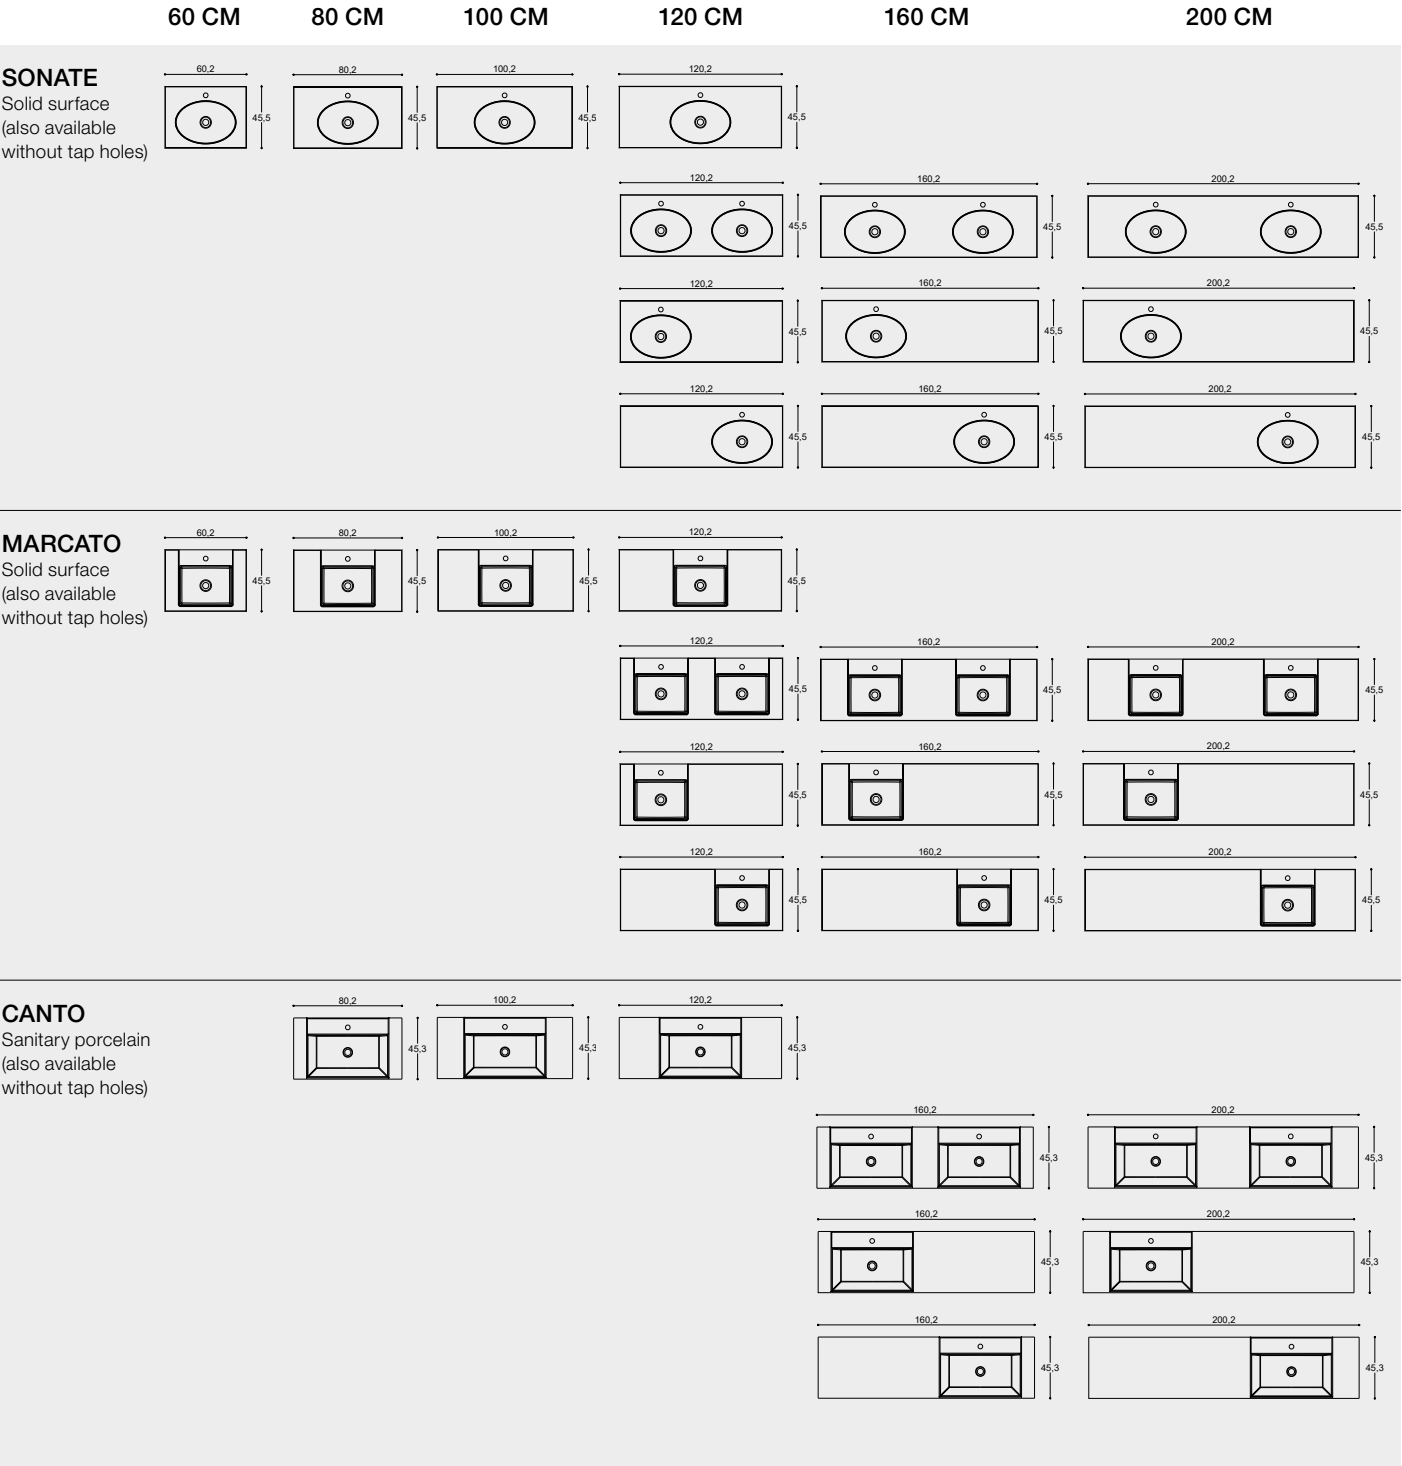 60 CM 80 CM 100 CM 120 CM 160 CM 200 CM
SONATE
Solid surface
(also available
without tap holes)
60,2 80,2 100,2 120,2
45,5 45,5 45,5 45,5
120,2 160,2 200,2
45,5 45,5 45,5
120,2 160,2 200,2
45,5 45,5 45,5
120,2 160,2 200,2
45,5 45,5 45,5
MARCATO
Solid surface
(also available
without tap holes)
60,2 80,2 100,2 120,2
45,5 45,5 45,5 45,5
120,2 160,2 200,2
45,5 45,5 45,5
120,2 160,2 200,2
45,5 45,5 45,5
120,2 160,2 200,2
45,5 45,5 45,5
CANTO
Sanitary porcelain
(also available
without tap holes)
80,2 100,2 120,2
45,3 45,3 45,3
160,2 200,2
45,3 45,3
160,2 200,2
45,3 45,3
160,2 200,2
45,3 45,3